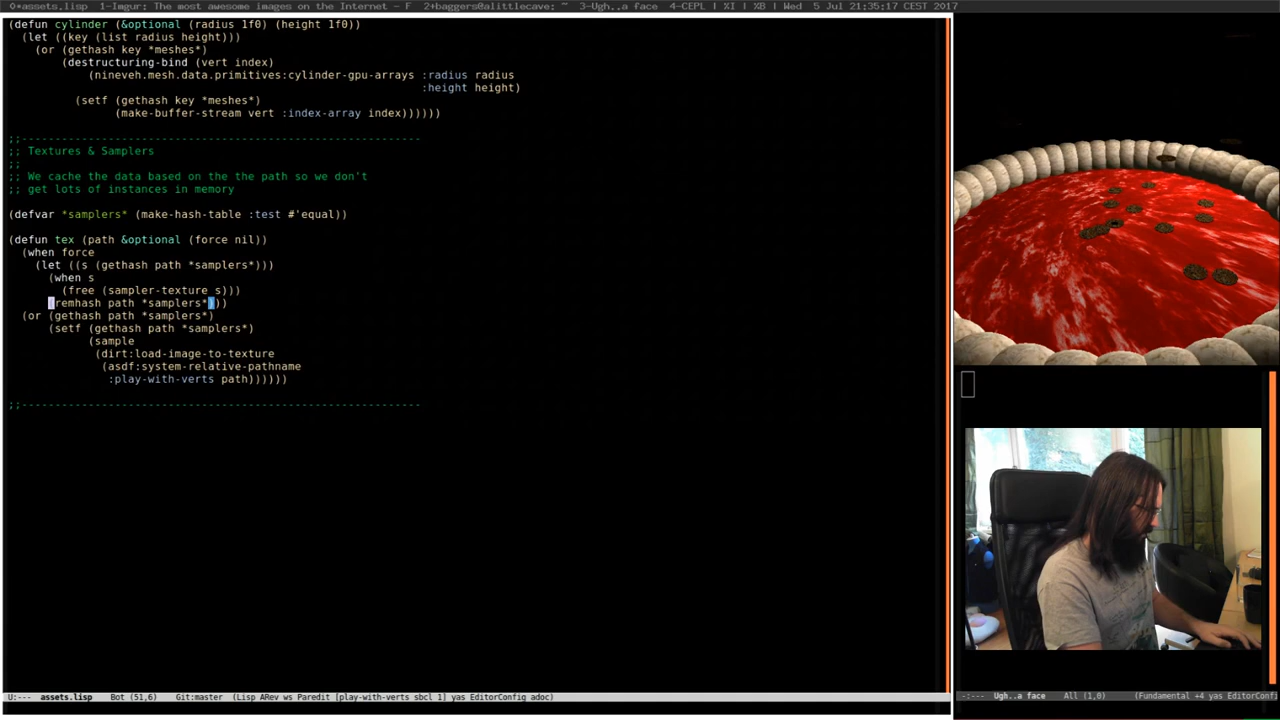 0*assets.lisp  1-Imgur: The most awesome images on the Internet - F  2+baggers@alittlecave: ~  3-Ugh..a face  4-CEPL | %I | %B | Wed  5 Jul 21:35:17 CEST 2017
(defun cylinder (&optional (radius 1f0) (height 1f0))
  (let ((key (list radius height)))
    (or (gethash key *meshes*)
        (destructuring-bind (vert index)
            (nineveh.mesh.data.primitives:cylinder-gpu-arrays :radius radius
                                                              :height height)
          (setf (gethash key *meshes*)
                (make-buffer-stream vert :index-array index))))))
;;--------------------------------------------------------------
;; Textures & Samplers
;;
;; We cache the data based on the the path so we don't
;; get lots of instances in memory
(defvar *samplers* (make-hash-table :test #'equal))
(defun tex (path &optional (force nil))
  (when force
    (let ((s (gethash path *samplers*)))
      (when s
        (free (sampler-texture s)))
      (remhash path *samplers*)))
  (or (gethash path *samplers*)
      (setf (gethash path *samplers*)
            (sample
             (dirt:load-image-to-texture
              (asdf:system-relative-pathname
               :play-with-verts path))))))
;;--------------------------------------------------------------
U:---  assets.lisp    Bot (51,6)    Git:master  (Lisp ARev ws Paredit [play-with-verts sbcl 1] yas EditorConfig adoc)
-:---  Ugh..a face    All (1,0)     (Fundamental +4 yas EditorConfi